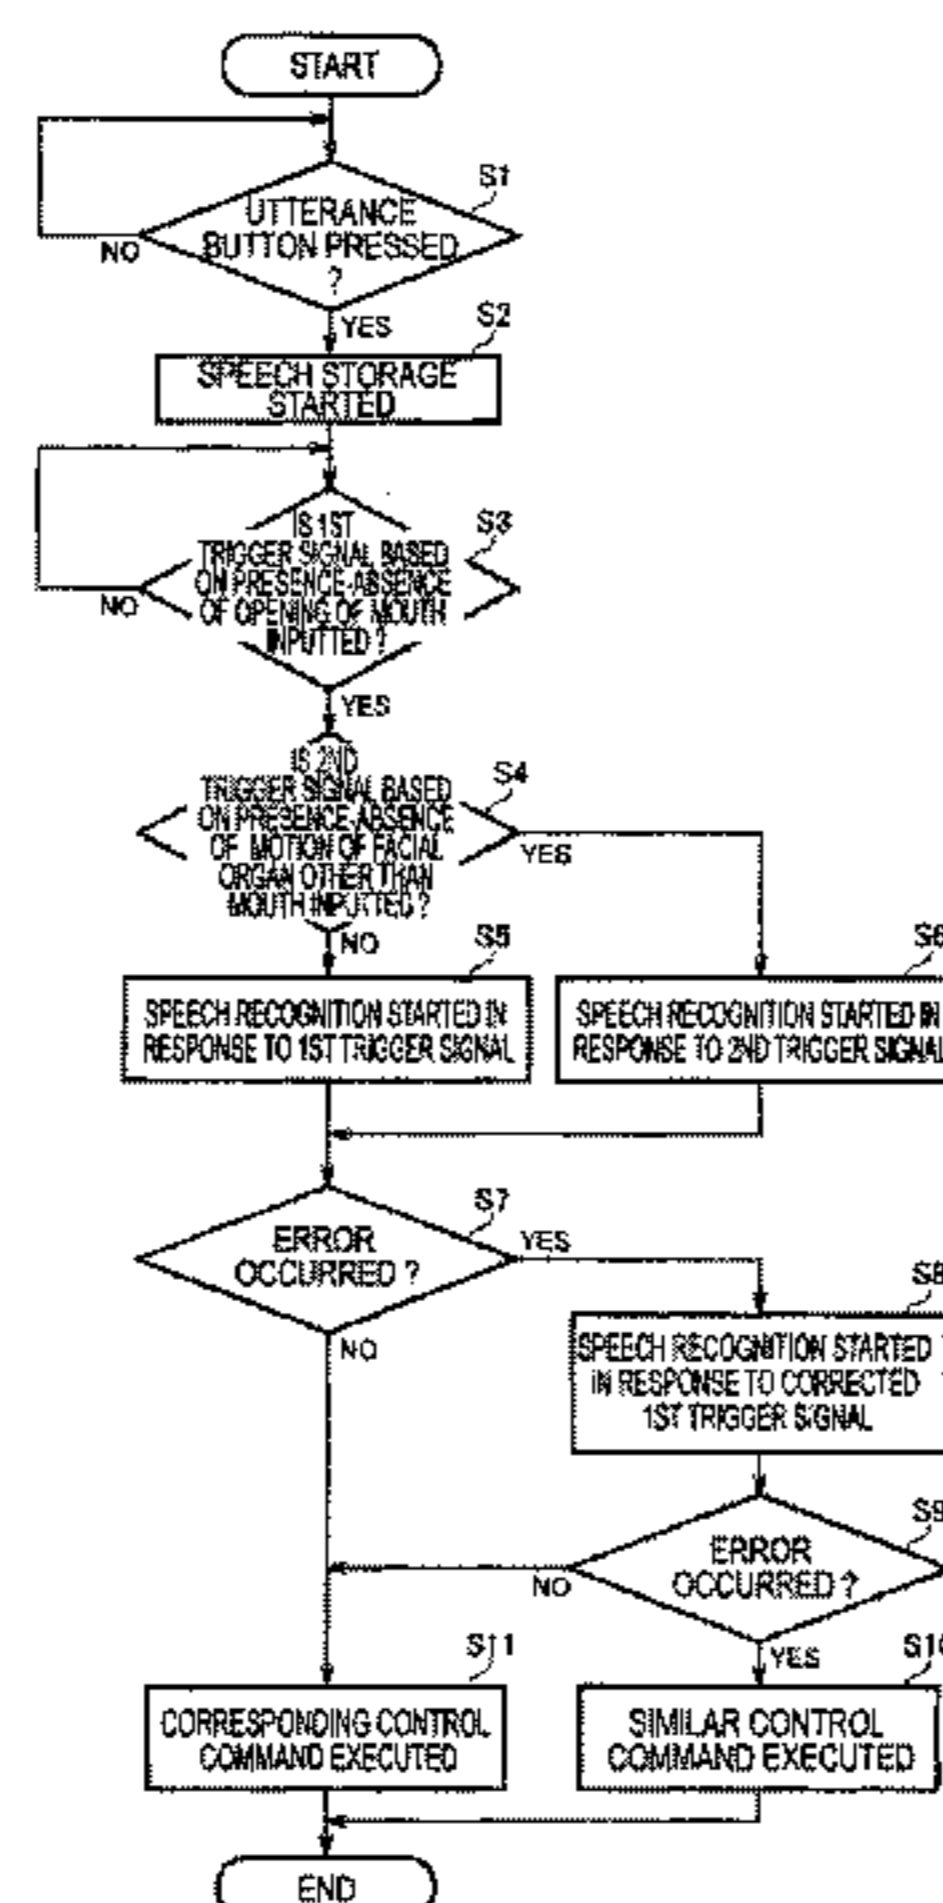 START
S1
UTTERANCE
BUTTON PRESSED
?
NO
YES
S2
SPEECH STORAGE
STARTED
S3
IS 1ST
TRIGGER SIGNAL BASED
ON PRESENCE-ABSENCE
OF OPENING OF MOUTH
INPUTTED ?
NO
YES
S4
IS 2ND
TRIGGER SIGNAL BASED
ON PRESENCE-ABSENCE
OF MOTION OF FACIAL
ORGAN OTHER THAN
MOUTH INPUTTED ?
YES
NO
S5
SPEECH RECOGNITION STARTED IN
RESPONSE TO 1ST TRIGGER SIGNAL
S6
SPEECH RECOGNITION STARTED IN
RESPONSE TO 2ND TRIGGER SIGNAL
S7
ERROR
OCCURRED ?
YES
NO
S8
SPEECH RECOGNITION STARTED
IN RESPONSE TO CORRECTED
1ST TRIGGER SIGNAL
S9
ERROR
OCCURRED ?
NO
YES
S11
CORRESPONDING CONTROL
COMMAND EXECUTED
S10
SIMILAR CONTROL
COMMAND EXECUTED
END